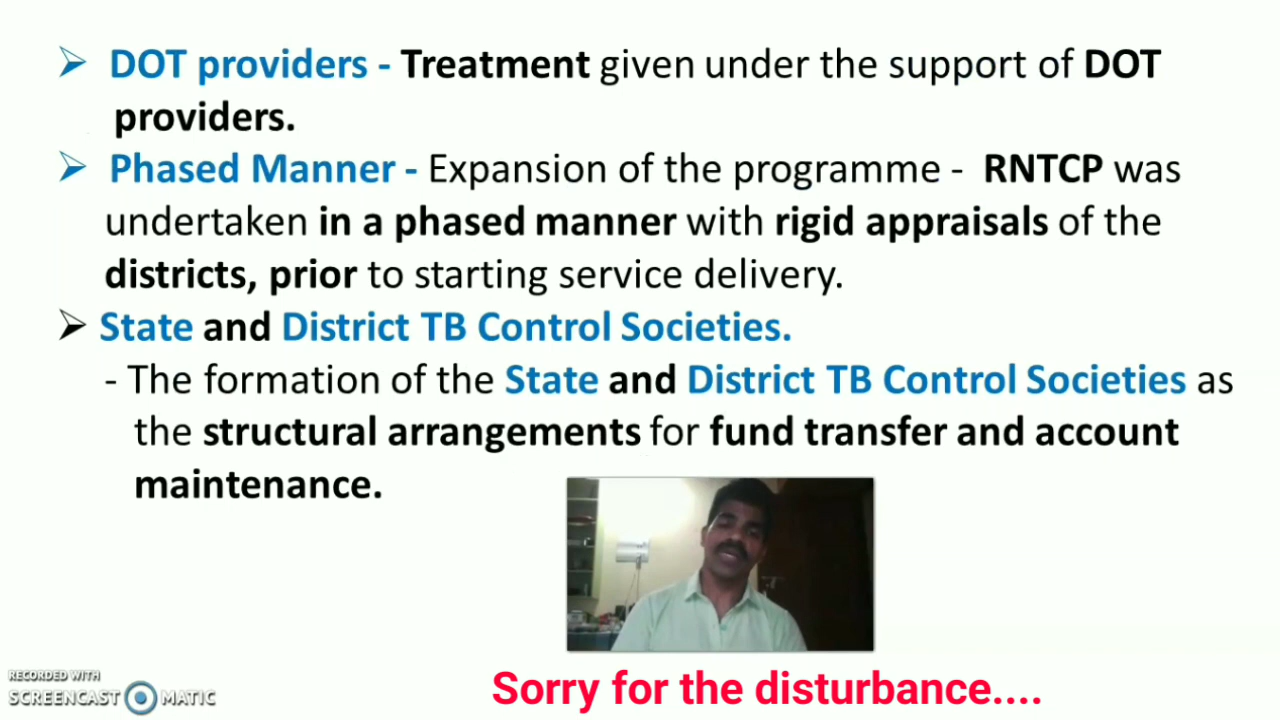 ➢ DOT providers - Treatment given under the support of DOT
providers.
➢ Phased Manner - Expansion of the programme - RNTCP was
undertaken in a phased manner with rigid appraisals of the
districts, prior to starting service delivery.
➢ State and District TB Control Societies.
- The formation of the State and District TB Control Societies as
the structural arrangements for fund transfer and account
maintenance.
Sorry for the disturbance....
RECORDED WITH
SCREENCAST MATIC